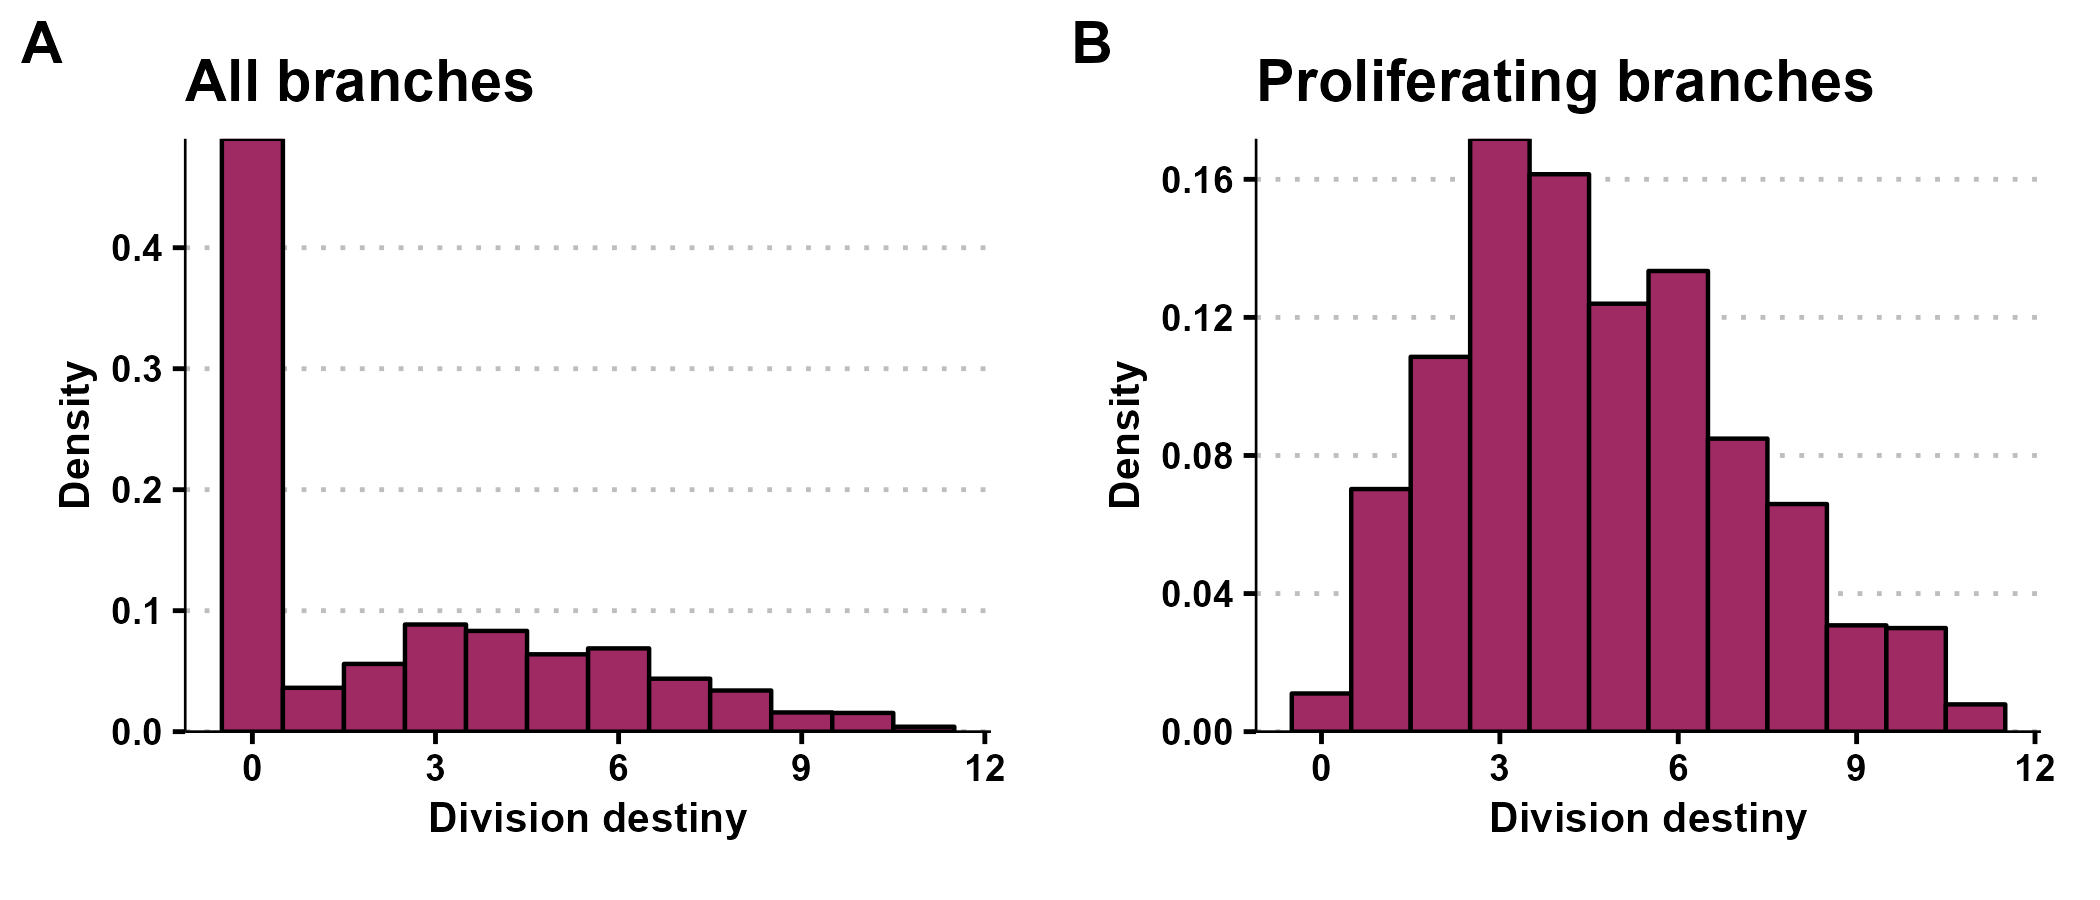 A
All branches
0.4
0.3
0.2
0.1
0.0
Density
0 3 6 9 12
Division destiny
B
Proliferating branches
0.16
0.12
0.08
0.04
0.00
Density
0 3 6 9 12
Division destiny